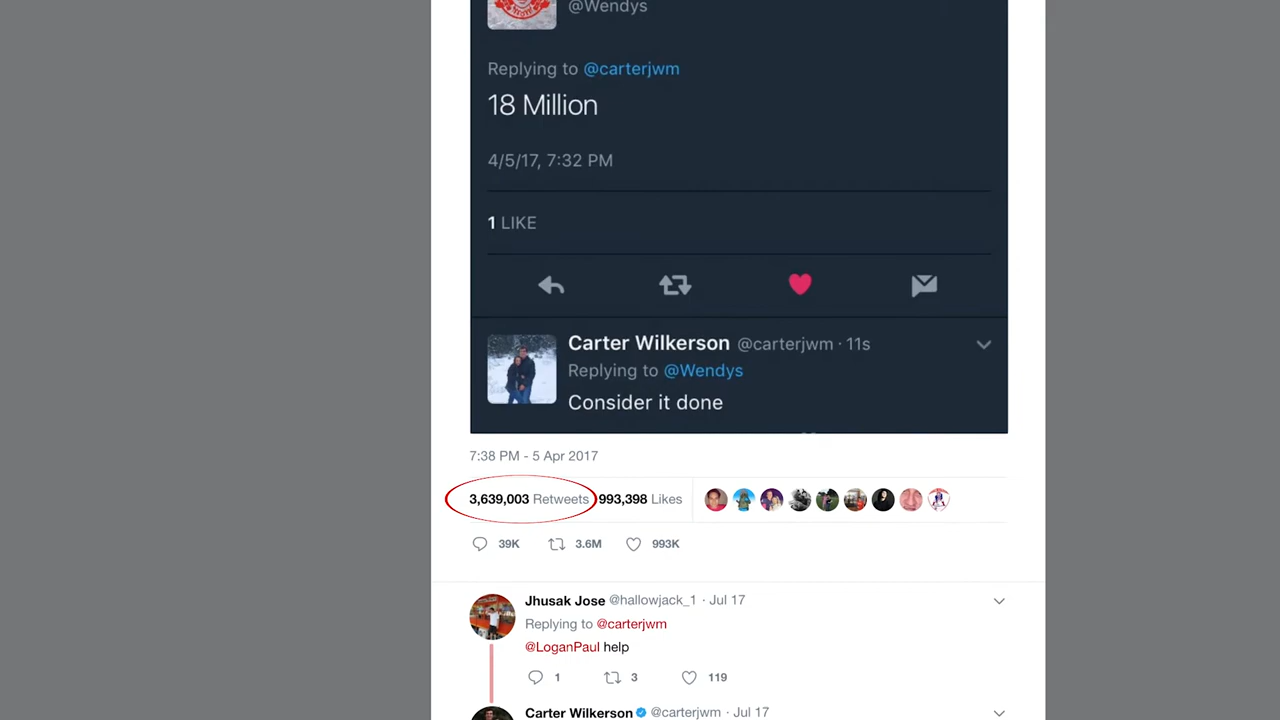 @Wendys
Replying to @carterjwm
18 Million
4/5/17, 7:32 PM
1 LIKE
Carter Wilkerson @carterjwm · 11s
Replying to @Wendys
Consider it done
7:38 PM - 5 Apr 2017
3,639,003 Retweets 993,398 Likes
39K 3.6M 993K
Jhusak Jose @hallowjack_1 · Jul 17
Replying to @carterjwm
@LoganPaul help
1 3 119
Carter Wilkerson @carterjwm · Jul 17